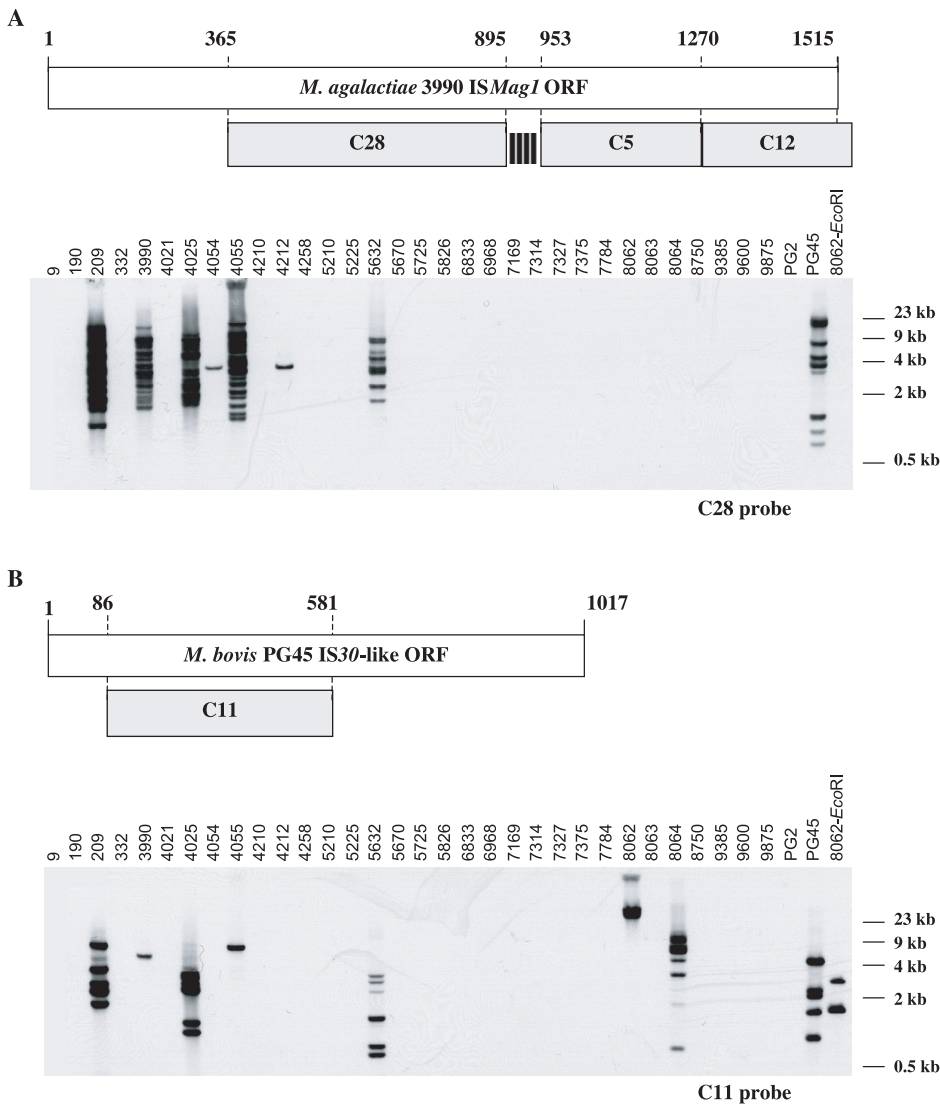 A
1 365 895 953 1270 1515
M. agalactiae 3990 ISMag1 ORF
C28 C5 C12
9 190 209 332 3990 4021 4025 4054 4055 4210 4212 4258 5210 5225 5632 5670 5725 5826 6833 6968 7169 7314 7327 7375 7784 8062 8063 8064 8750 9385 9600 9875 PG2 PG45 8062-EcoRI
23 kb
9 kb
4 kb
2 kb
0.5 kb
C28 probe
B
1 86 581 1017
M. bovis PG45 IS30-like ORF
C11
9 190 209 332 3990 4021 4025 4054 4055 4210 4212 4258 5210 5225 5632 5670 5725 5826 6833 6968 7169 7314 7327 7375 7784 8062 8063 8064 8750 9385 9600 9875 PG2 PG45 8062-EcoRI
23 kb
9 kb
4 kb
2 kb
0.5 kb
C11 probe